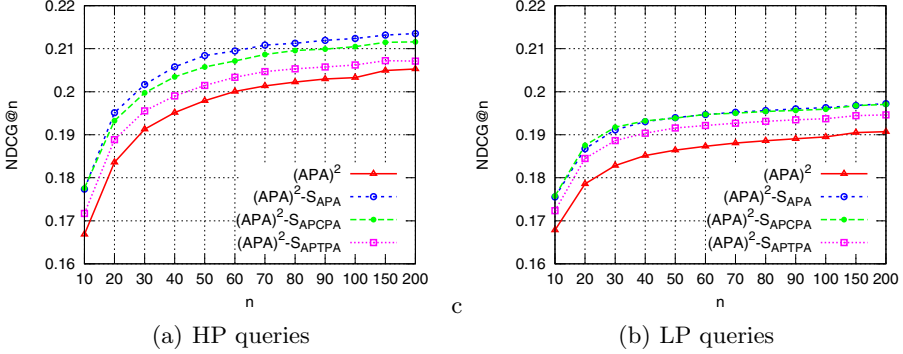 NDCG@n
0.22
0.21
0.2
0.19
0.18
0.17
0.16
(APA)²
(APA)²-S_APA
(APA)²-S_APCPA
(APA)²-S_APTPA
10 20 30 40 50 60 70 80 90 100 150 200
n
(a) HP queries
c
NDCG@n
0.22
0.21
0.2
0.19
0.18
0.17
0.16
(APA)²
(APA)²-S_APA
(APA)²-S_APCPA
(APA)²-S_APTPA
10 20 30 40 50 60 70 80 90 100 150 200
n
(b) LP queries